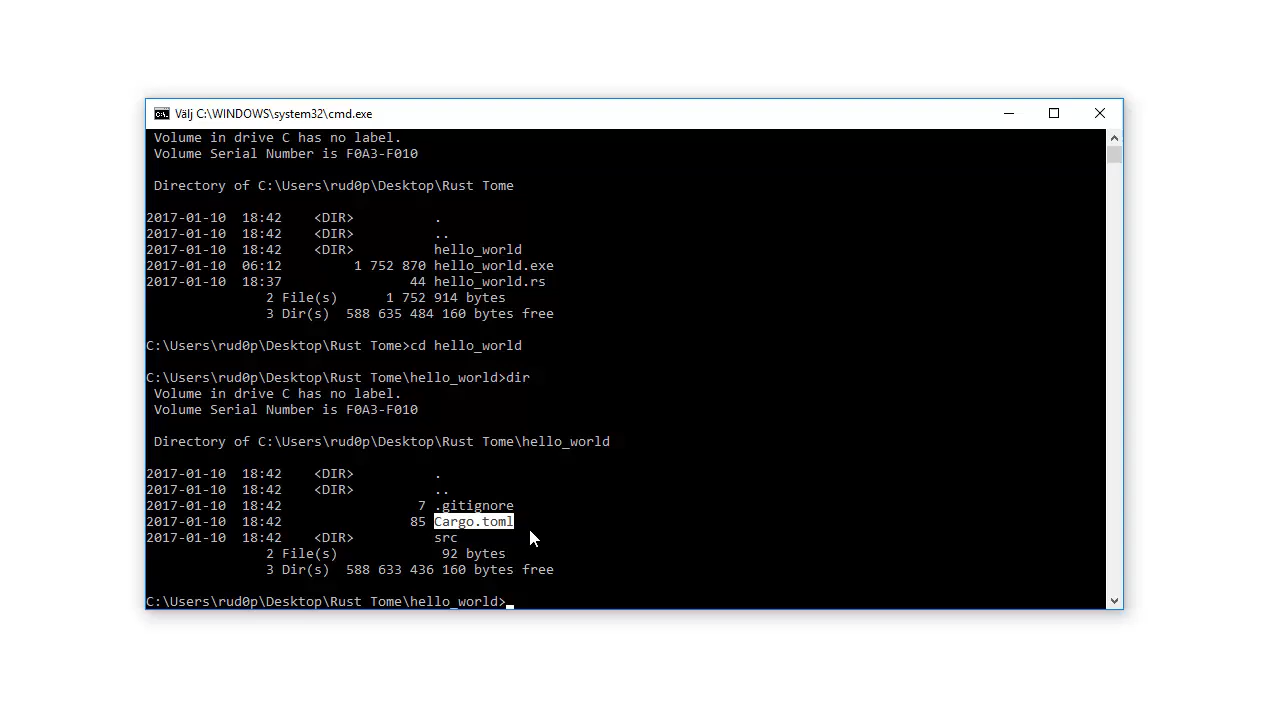 Välj C:\WINDOWS\system32\cmd.exe
Volume in drive C has no label.
Volume Serial Number is F0A3-F010
Directory of C:\Users\rud0p\Desktop\Rust Tome
2017-01-10  18:42    <DIR>          .
2017-01-10  18:42    <DIR>          ..
2017-01-10  18:42    <DIR>          hello_world
2017-01-10  06:12         1 752 870 hello_world.exe
2017-01-10  18:37                44 hello_world.rs
2 File(s)      1 752 914 bytes
3 Dir(s)  588 635 484 160 bytes free
C:\Users\rud0p\Desktop\Rust Tome>cd hello_world
C:\Users\rud0p\Desktop\Rust Tome\hello_world>dir
Volume in drive C has no label.
Volume Serial Number is F0A3-F010
Directory of C:\Users\rud0p\Desktop\Rust Tome\hello_world
2017-01-10  18:42    <DIR>          .
2017-01-10  18:42    <DIR>          ..
2017-01-10  18:42                 7 .gitignore
2017-01-10  18:42                85 Cargo.toml
2017-01-10  18:42    <DIR>          src
2 File(s)             92 bytes
3 Dir(s)  588 633 436 160 bytes free
C:\Users\rud0p\Desktop\Rust Tome\hello_world>